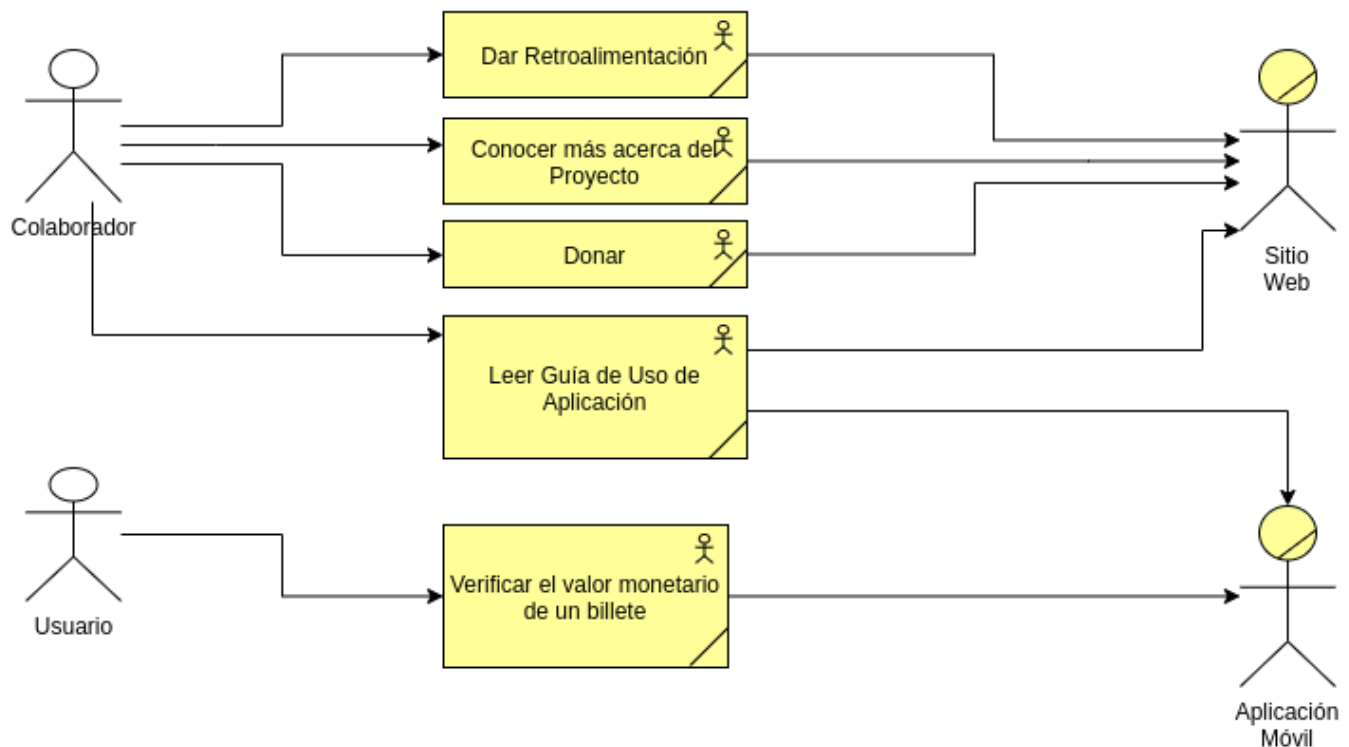 Dar Retroalimentación
Conocer más acerca del
Proyecto
Colaborador
Donar
Sitio
Web
Leer Guía de Uso de
Aplicación
Verificar el valor monetario
de un billete
Usuario
Aplicación
Móvil